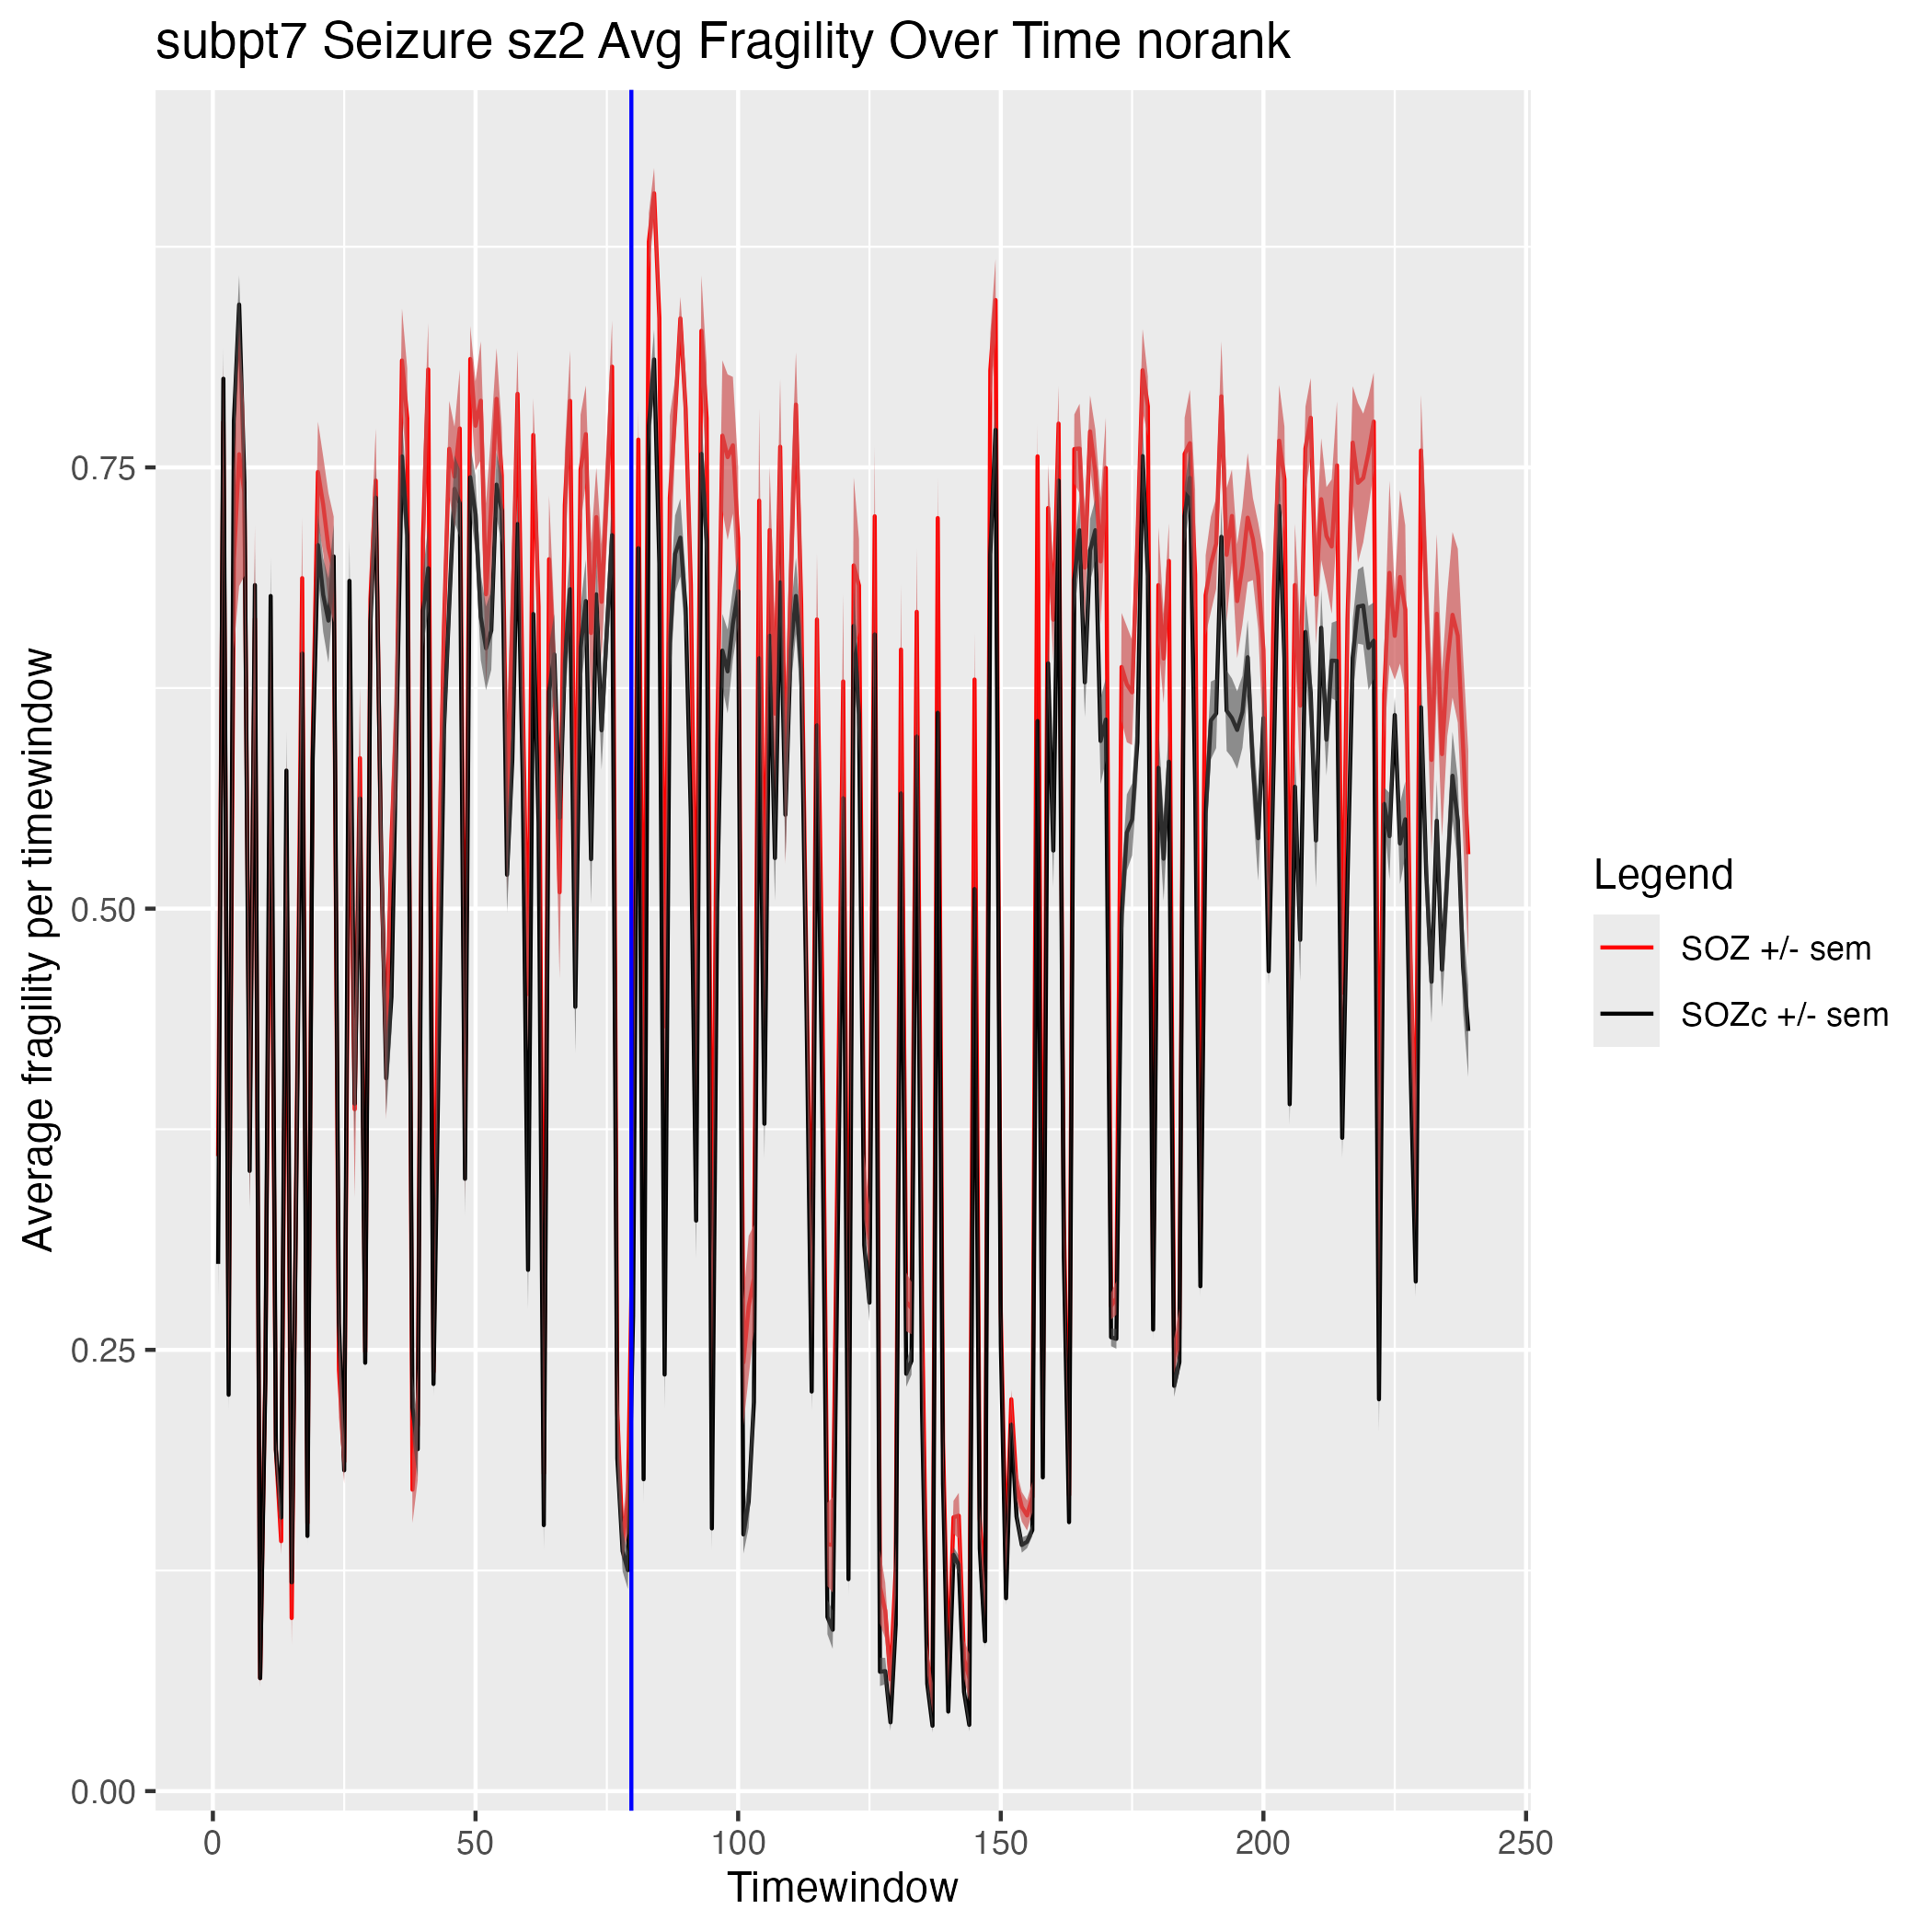 subpt7 Seizure sz2 Avg Fragility Over Time norank
Average fragility per timewindow
0.75
0.50
0.25
0.00
0 50 100 150 200 250
Timewindow
Legend
SOZ +/- sem
SOZc +/- sem